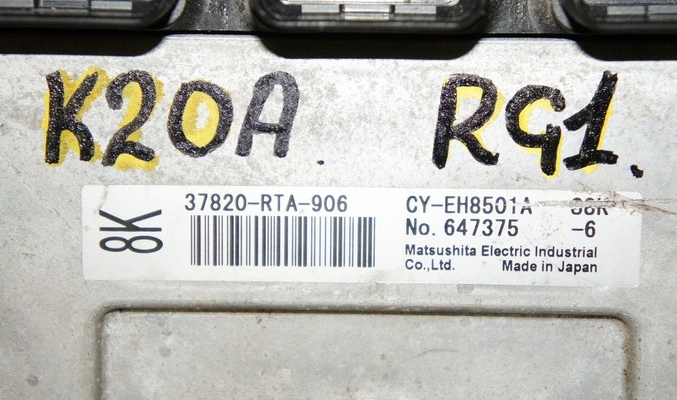 K20A RG1.
8K
37820-RTA-906
CY-EH8501A
No. 647375 -6
Matsushita Electric Industrial
Co.,Ltd. Made in Japan